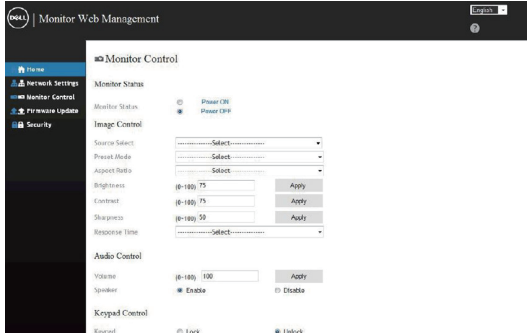 DELL | Monitor Web Management
English
?
Home
Network Settings
Monitor Control
Firmware Update
Security
Monitor Control
Monitor Status
Monitor Status Power ON
Power OFF
Image Control
Source Select ---------------Select---------------
Preset Mode ---------------Select---------------
Aspect Ratio ---------------Select---------------
Brightness (0~100) 75 Apply
Contrast (0~100) 75 Apply
Sharpness (0~100) 50 Apply
Response Time ---------------Select---------------
Audio Control
Volume (0~100) 100 Apply
Speaker Enable Disable
Keypad Control
Keypad Lock Unlock